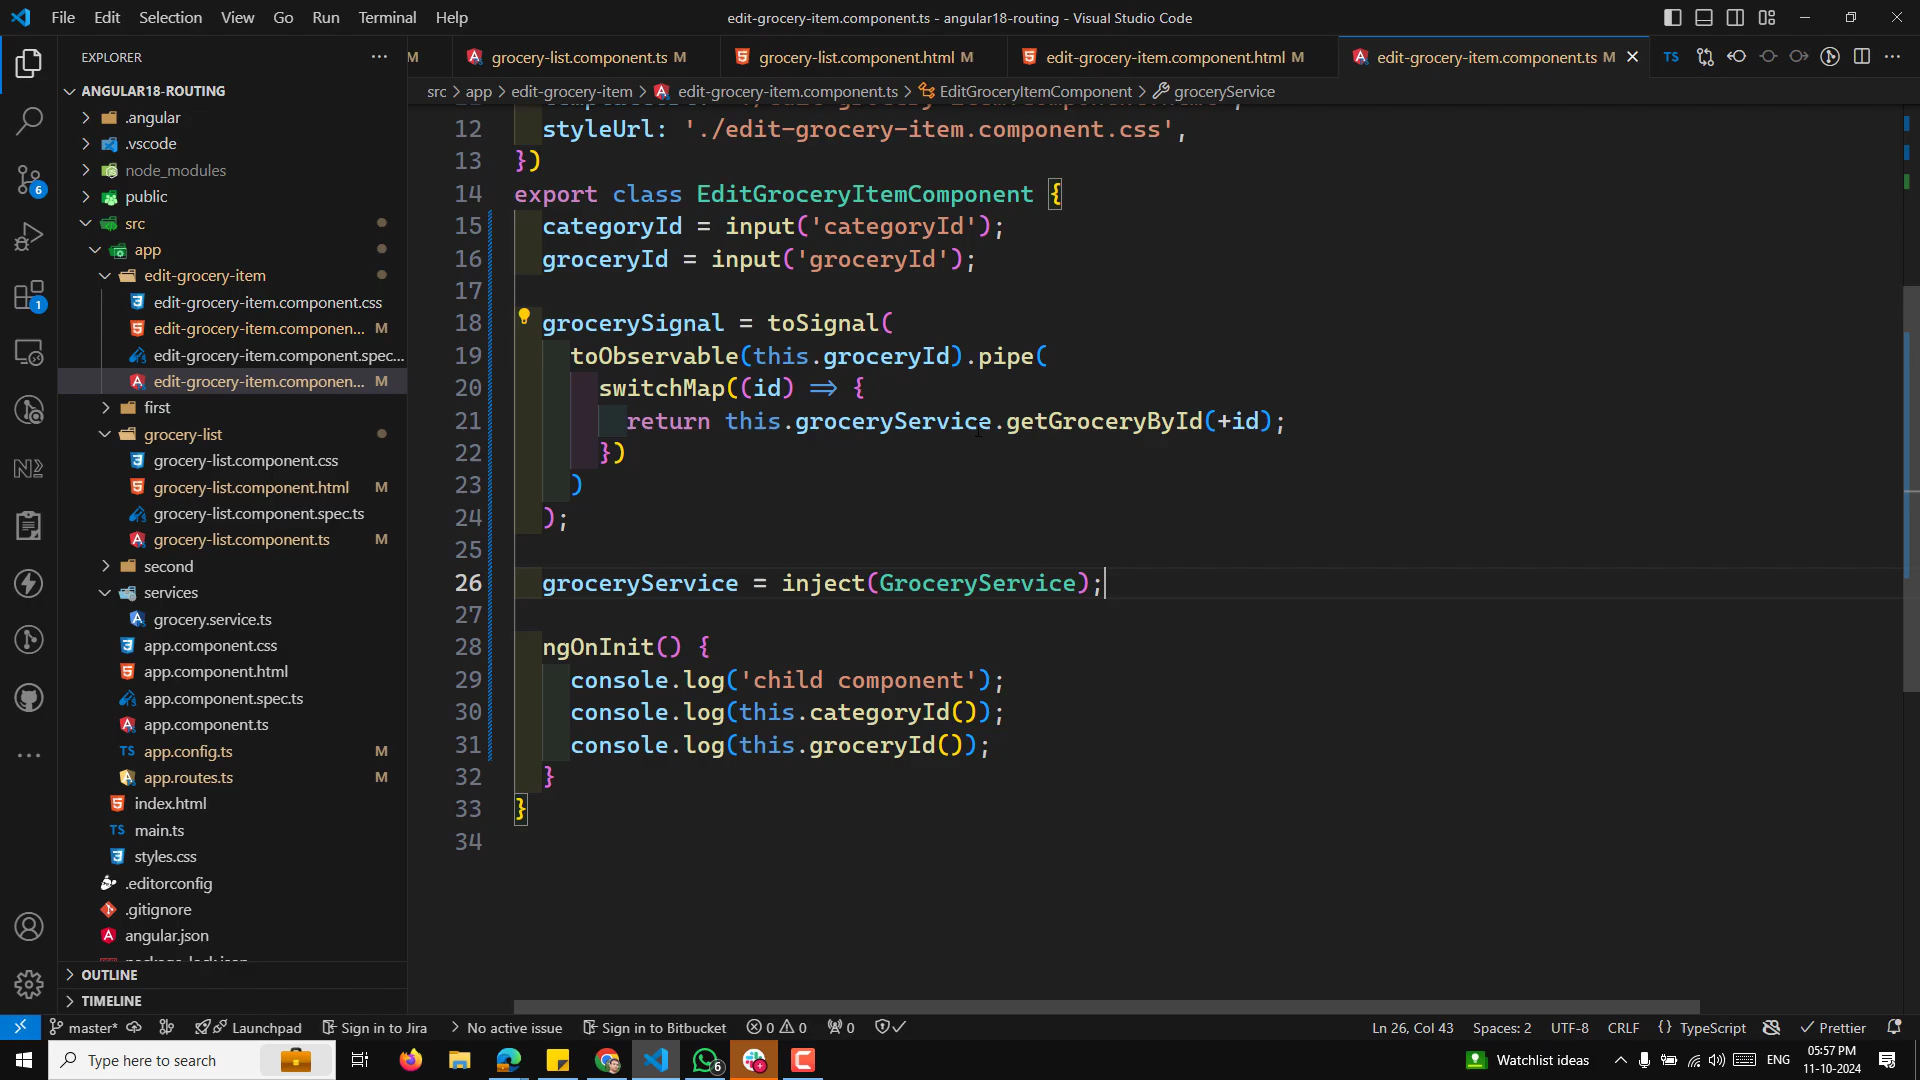 File Edit Selection View Go Run Terminal Help
edit-grocery-item.component.ts - angular18-routing - Visual Studio Code
EXPLORER
M
grocery-list.component.ts M
grocery-list.component.html M
edit-grocery-item.component.html M
edit-grocery-item.component.ts M
TS
src > app > edit-grocery-item > edit-grocery-item.component.ts > EditGroceryItemComponent > groceryService
ANGULAR18-ROUTING
.angular
.vscode
node_modules
public
src
app
edit-grocery-item
edit-grocery-item.component.css
edit-grocery-item.componen... M
edit-grocery-item.component.spec...
edit-grocery-item.componen... M
first
grocery-list
grocery-list.component.css
grocery-list.component.html M
grocery-list.component.spec.ts
grocery-list.component.ts M
second
services
grocery.service.ts
app.component.css
app.component.html
app.component.spec.ts
app.component.ts
TS app.config.ts M
app.routes.ts M
index.html
TS main.ts
styles.css
.editorconfig
.gitignore
angular.json
OUTLINE
TIMELINE
6
1
12 styleUrl: './edit-grocery-item.component.css',
13 })
14 export class EditGroceryItemComponent {
15 categoryId = input('categoryId');
16 groceryId = input('groceryId');
17
18 grocerySignal = toSignal(
19 toObservable(this.groceryId).pipe(
20 switchMap((id) => {
21 return this.groceryService.getGroceryById(+id);
22 })
23 )
24 );
25
26 groceryService = inject(GroceryService);
27
28 ngOnInit() {
29 console.log('child component');
30 console.log(this.categoryId());
31 console.log(this.groceryId());
32 }
33 }
34
master* Launchpad Sign in to Jira > No active issue Sign in to Bitbucket 0 0 0 Ln 26, Col 43 Spaces: 2 UTF-8 CRLF {} TypeScript Prettier
Type here to search
6
Watchlist ideas
ENG
05:57 PM
11-10-2024